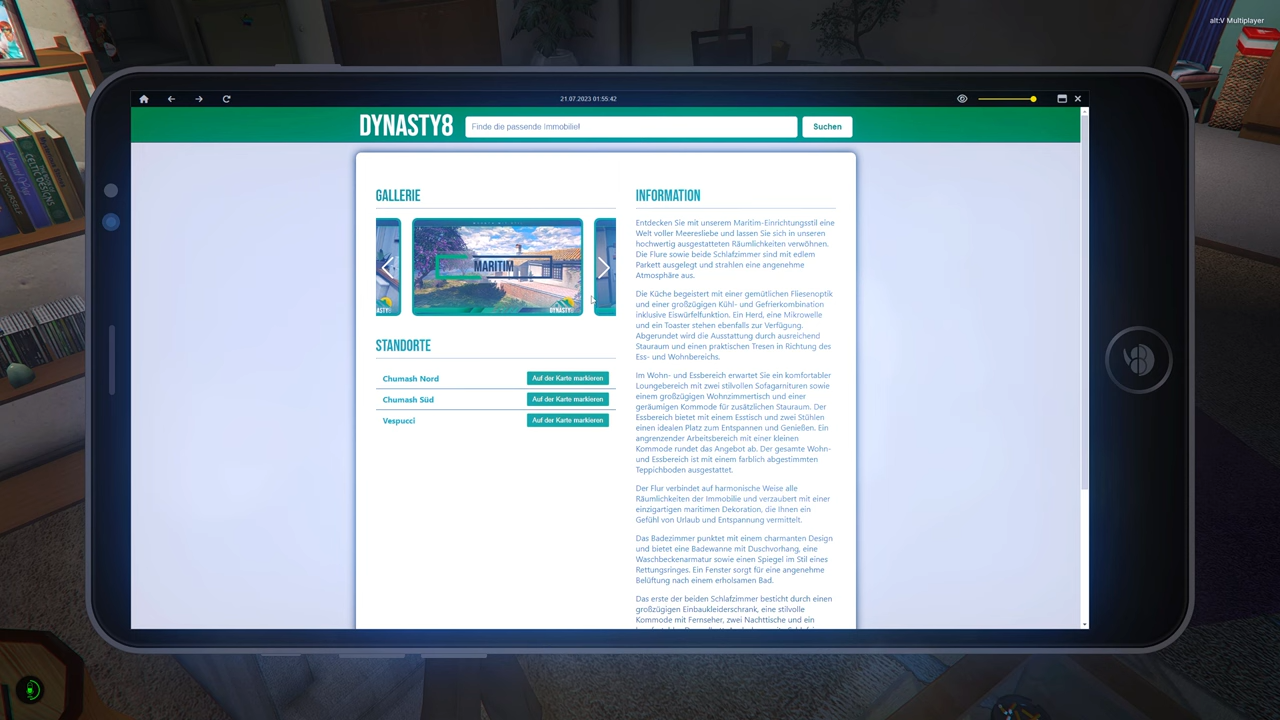 alt:V Multiplayer
21.07.2023 01:55:42
DYNASTY8
Finde die passende Immobilie!
Suchen
GALLERIE
MARITIM
DYNASTY8
STANDORTE
Chumash Nord
Auf der Karte markieren
Chumash Süd
Auf der Karte markieren
Vespucci
Auf der Karte markieren
INFORMATION
Entdecken Sie mit unserem Maritim-Einrichtungsstil eine
Welt voller Meeresliebe und lassen Sie sich in unseren
hochwertig ausgestatteten Räumlichkeiten verwöhnen.
Die Flure sowie beide Schlafzimmer sind mit edlem
Parkett ausgelegt und strahlen eine angenehme
Atmosphäre aus.
Die Küche begeistert mit einer gemütlichen Fliesenoptik
und einer großzügigen Kühl- und Gefrierkombination
inklusive Eiswürfelfunktion. Ein Herd, eine Mikrowelle
und ein Toaster stehen ebenfalls zur Verfügung.
Abgerundet wird die Ausstattung durch ausreichend
Stauraum und einen praktischen Tresen in Richtung des
Ess- und Wohnbereichs.
Im Wohn- und Essbereich erwartet Sie ein komfortabler
Loungebereich mit zwei stilvollen Sofagarnituren sowie
einem großzügigen Wohnzimmertisch und einer
geräumigen Kommode für zusätzlichen Stauraum. Der
Essbereich bietet mit einem Esstisch und zwei Stühlen
einen idealen Platz zum Entspannen und Genießen. Ein
angrenzender Arbeitsbereich mit einer kleinen
Kommode rundet das Angebot ab. Der gesamte Wohn-
und Essbereich ist mit einem farblich abgestimmten
Teppichboden ausgestattet.
Der Flur verbindet auf harmonische Weise alle
Räumlichkeiten der Immobilie und verzaubert mit einer
einzigartigen maritimen Dekoration, die Ihnen ein
Gefühl von Urlaub und Entspannung vermittelt.
Das Badezimmer punktet mit einem charmanten Design
und bietet eine Badewanne mit Duschvorhang, eine
Waschbeckenarmatur sowie einen Spiegel im Stil eines
Rettungsringes. Ein Fenster sorgt für eine angenehme
Belüftung nach einem erholsamen Bad.
Das erste der beiden Schlafzimmer besticht durch einen
großzügigen Einbaukleiderschrank, eine stilvolle
Kommode mit Fernseher, zwei Nachttische und ein